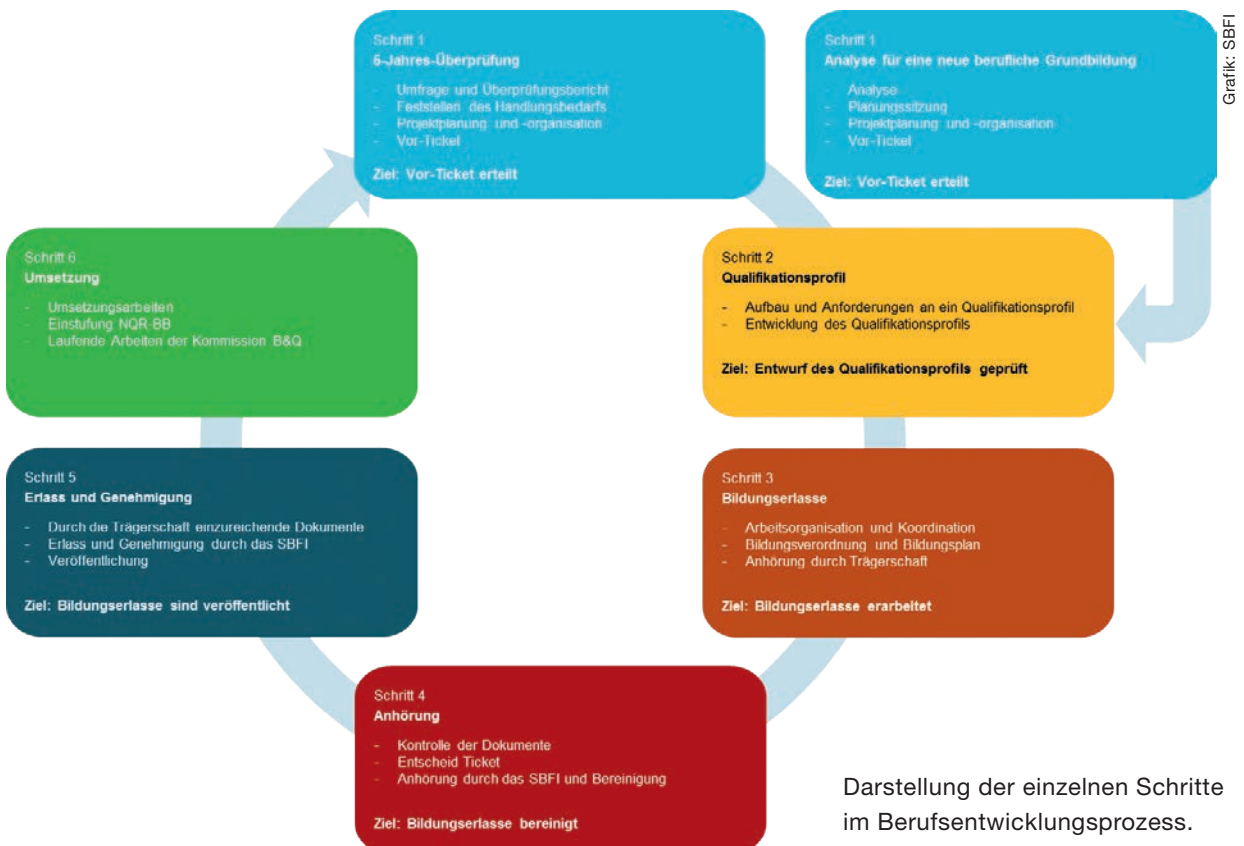 Schritt 1
5-Jahres-Überprüfung
- Umfrage und Überprüfungsbericht
- Feststellen des Handlungsbedarfs
- Projektplanung und -organisation
- Vor-Ticket
Ziel: Vor-Ticket erteilt
Schritt 1
Analyse für eine neue berufliche Grundbildung
- Analyse
- Planungssitzung
- Projektplanung und -organisation
- Vor-Ticket
Ziel: Vor-Ticket erteilt
Grafik: SBFI
Schritt 2
Qualifikationsprofil
- Aufbau und Anforderungen an ein Qualifikationsprofil
- Entwicklung des Qualifikationsprofils
Ziel: Entwurf des Qualifikationsprofils geprüft
Schritt 3
Bildungserlasse
- Arbeitsorganisation und Koordination
- Bildungsverordnung und Bildungsplan
- Anhörung durch Trägerschaft
Ziel: Bildungserlasse erarbeitet
Schritt 4
Anhörung
- Kontrolle der Dokumente
- Entscheid Ticket
- Anhörung durch das SBFI und Bereinigung
Ziel: Bildungserlasse bereinigt
Schritt 5
Erlass und Genehmigung
- Durch die Trägerschaft einzureichende Dokumente
- Erlass und Genehmigung durch das SBFI
- Veröffentlichung
Ziel: Bildungserlasse sind veröffentlicht
Schritt 6
Umsetzung
- Umsetzungsarbeiten
- Einstufung NQR-BB
- Laufende Arbeiten der Kommission B&Q
Darstellung der einzelnen Schritte
im Berufsentwicklungsprozess.